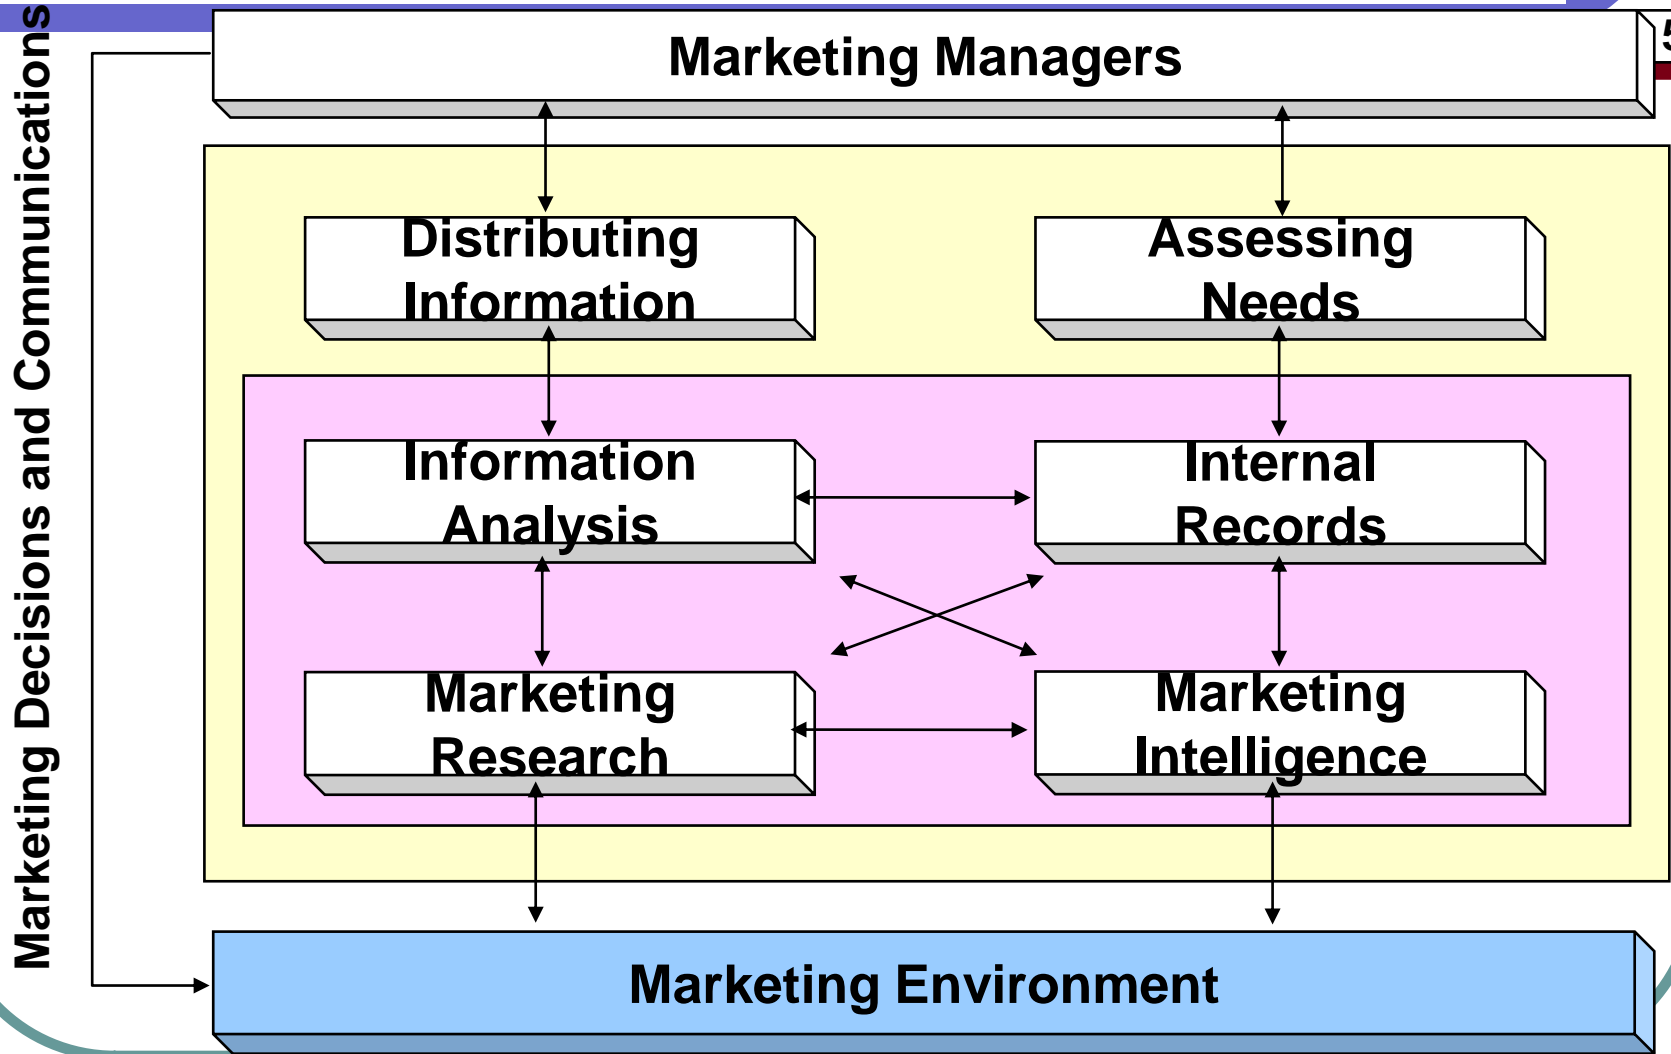 Marketing Decisions and Communications
Marketing Managers
5
Distributing
Information
Assessing
Needs
Information
Analysis
Internal
Records
Marketing
Research
Marketing
Intelligence
Marketing Environment